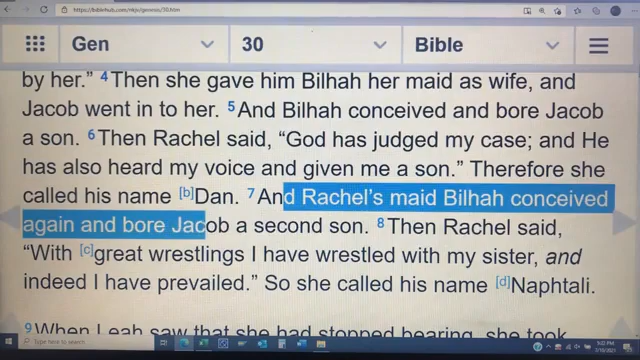 https://biblehub.com/nkjv/genesis/30.htm
Gen 30 Bible
by her.” 4 Then she gave him Bilhah her maid as wife, and
Jacob went in to her. 5 And Bilhah conceived and bore Jacob
a son. 6 Then Rachel said, “God has judged my case; and He
has also heard my voice and given me a son.” Therefore she
called his name [b]Dan. 7 And Rachel’s maid Bilhah conceived
again and bore Jacob a second son. 8 Then Rachel said,
“With [c]great wrestlings I have wrestled with my sister, and
indeed I have prevailed.” So she called his name [d]Naphtali.
9 When Leah saw that she had stopped bearing, she took
Type here to search